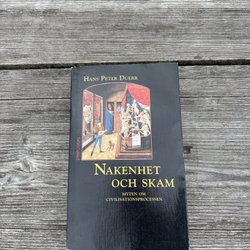 HANS PETER DUERR
NAKENHET
OCH SKAM
MYTEN OM
CIVILISATIONSPROCESSEN